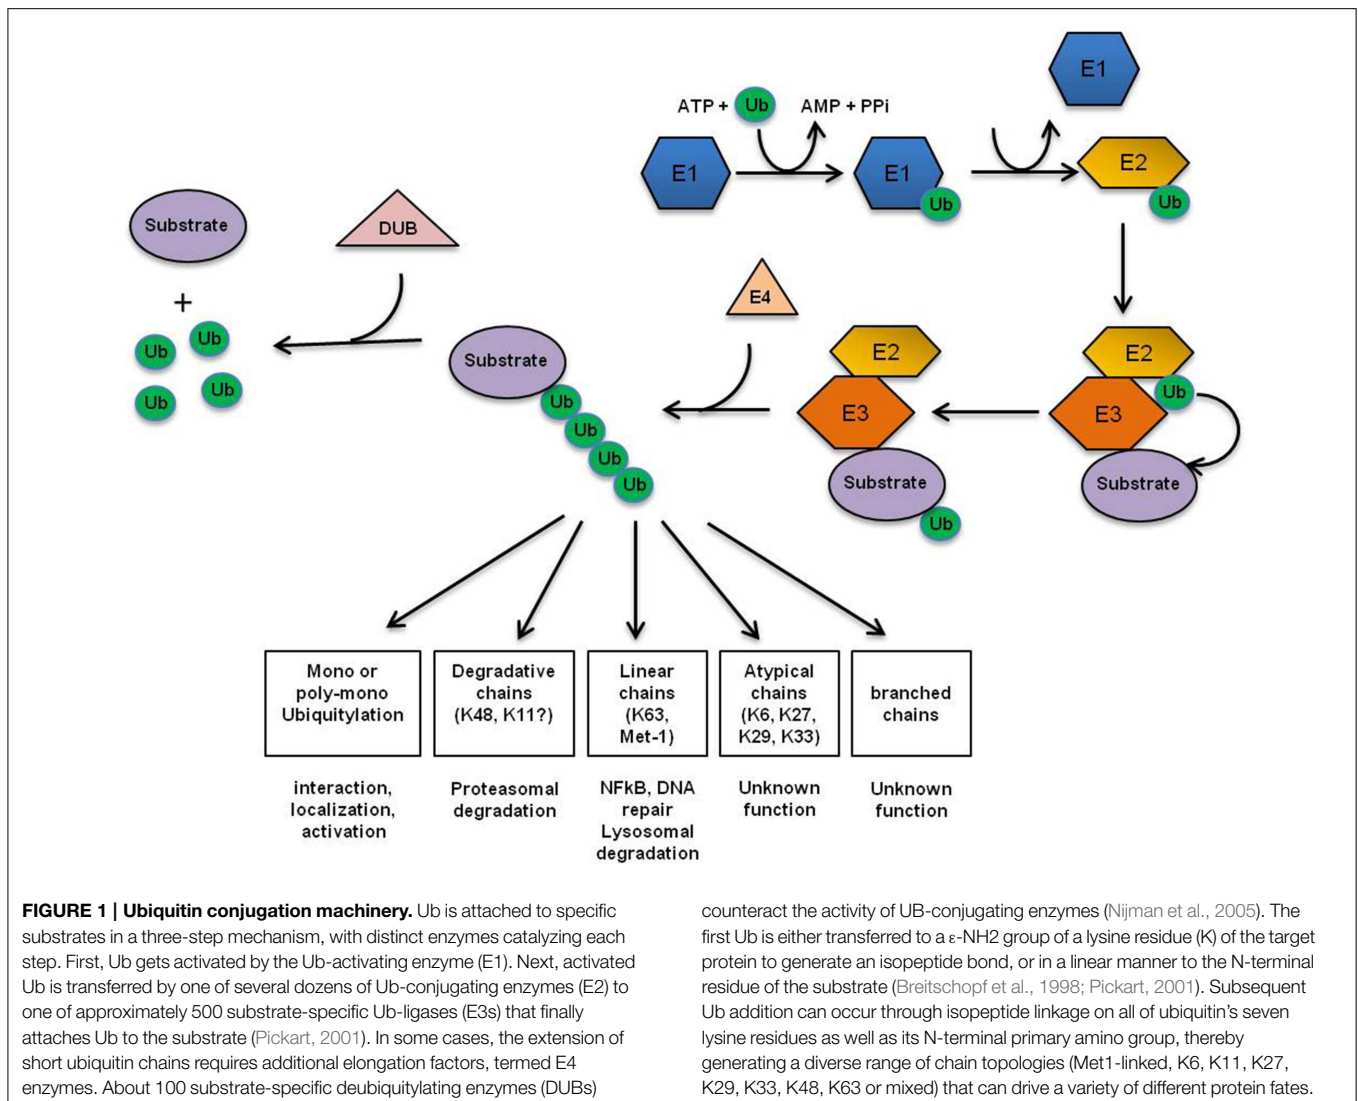 E1
ATP + Ub AMP + PPi
E1
E1
Ub
E2
Ub
Substrate
DUB
E4
+
Ub
Ub
Ub
Ub
Substrate
Ub
Ub
Ub
Ub
E2
E3
Substrate
Ub
E2
Ub
E3
Substrate
Mono or
poly-mono
Ubiquitylation
Degradative
chains
(K48, K11?)
Linear
chains
(K63,
Met-1)
Atypical
chains
(K6, K27,
K29, K33)
branched
chains
interaction,
localization,
activation
Proteasomal
degradation
NFkB, DNA
repair
Lysosomal
degradation
Unknown
function
Unknown
function
FIGURE 1 | Ubiquitin conjugation machinery. Ub is attached to specific
substrates in a three-step mechanism, with distinct enzymes catalyzing each
step. First, Ub gets activated by the Ub-activating enzyme (E1). Next, activated
Ub is transferred by one of several dozens of Ub-conjugating enzymes (E2) to
one of approximately 500 substrate-specific Ub-ligases (E3s) that finally
attaches Ub to the substrate (Pickart, 2001). In some cases, the extension of
short ubiquitin chains requires additional elongation factors, termed E4
enzymes. About 100 substrate-specific deubiquitylating enzymes (DUBs)
counteract the activity of UB-conjugating enzymes (Nijman et al., 2005). The
first Ub is either transferred to a ε-NH2 group of a lysine residue (K) of the target
protein to generate an isopeptide bond, or in a linear manner to the N-terminal
residue of the substrate (Breitschopf et al., 1998; Pickart, 2001). Subsequent
Ub addition can occur through isopeptide linkage on all of ubiquitin's seven
lysine residues as well as its N-terminal primary amino group, thereby
generating a diverse range of chain topologies (Met1-linked, K6, K11, K27,
K29, K33, K48, K63 or mixed) that can drive a variety of different protein fates.